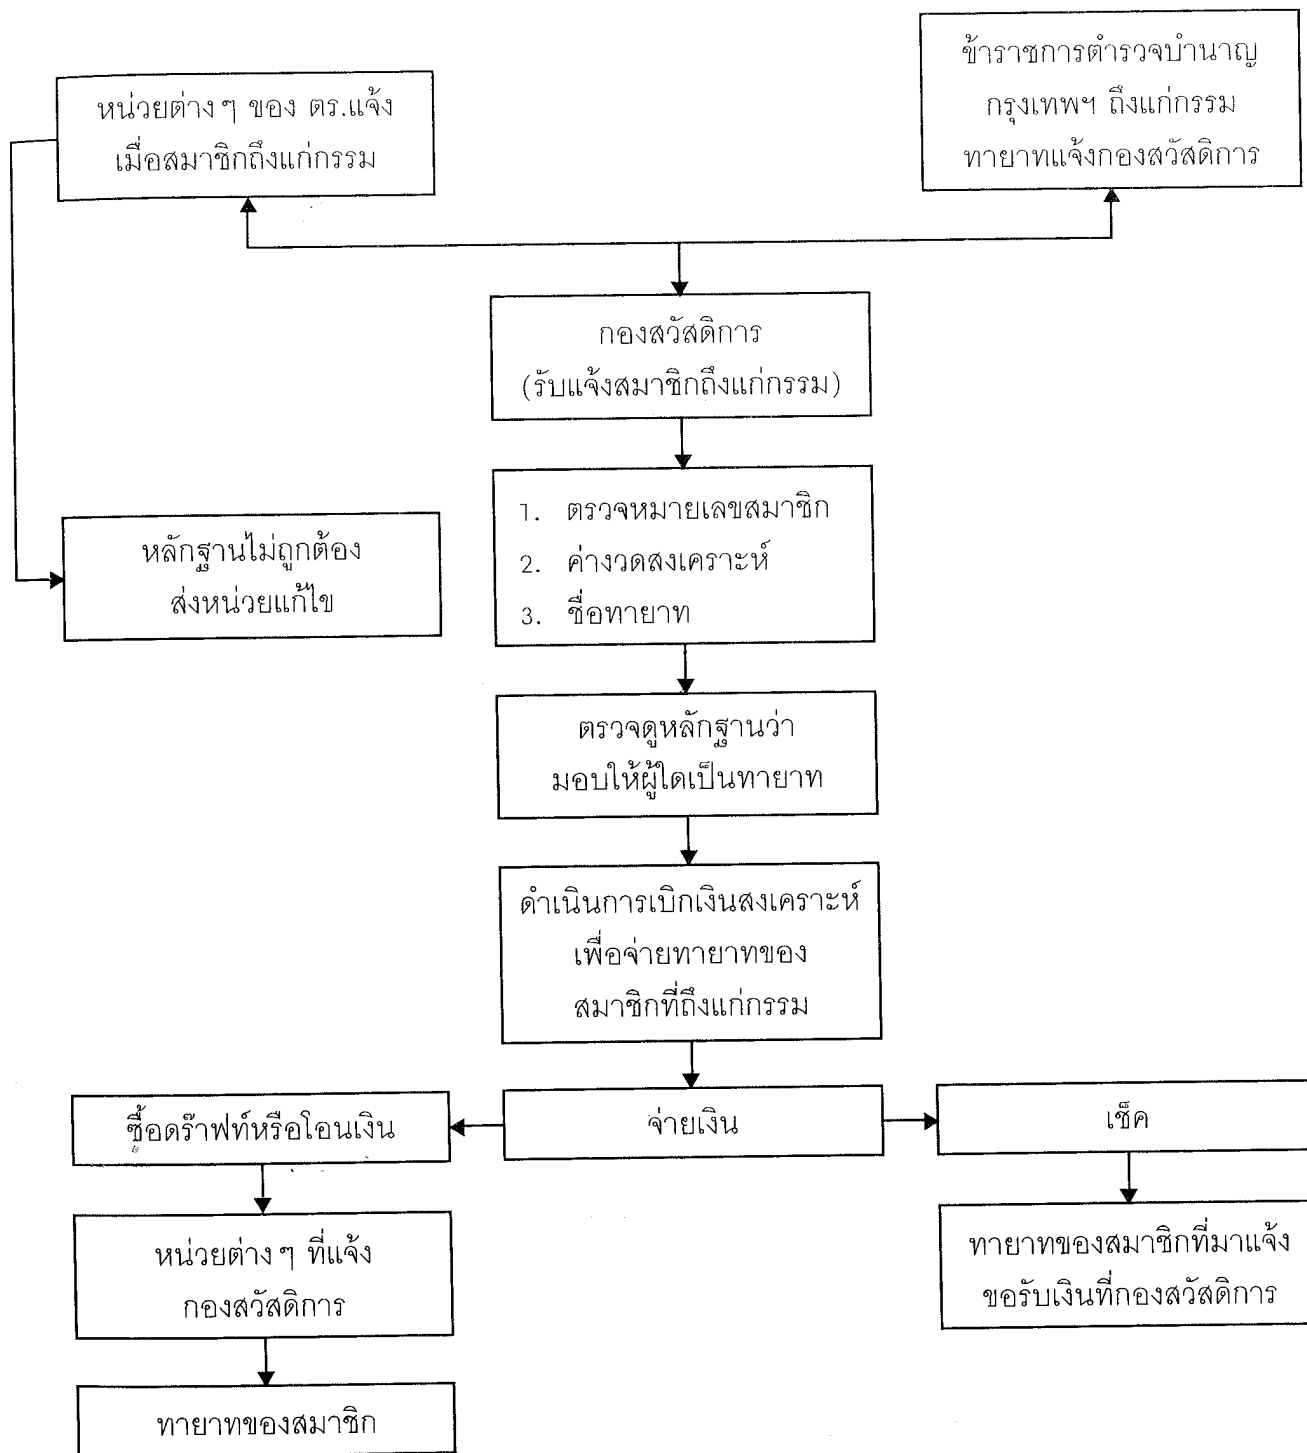 หน่วยต่างๆ ของ ตร.แจ้ง
เมื่อสมาชิกถึงแก่กรรม
ข้าราชการตำรวจบำนาญ
กรุงเทพฯ ถึงแก่กรรม
ทายาทแจ้งกองสวัสดิการ
กองสวัสดิการ
(รับแจ้งสมาชิกถึงแก่กรรม)
หลักฐานไม่ถูกต้อง
ส่งหน่วยแก้ไข
1. ตรวจหมายเลขสมาชิก
2. ค่างวดสงเคราะห์
3. ชื่อทายาท
ตรวจดูหลักฐานว่า
มอบให้ผู้ใดเป็นทายาท
ดำเนินการเบิกเงินสงเคราะห์
เพื่อจ่ายทายาทของ
สมาชิกที่ถึงแก่กรรม
ซื้อดร๊าฟท์หรือโอนเงิน
จ่ายเงิน
เช็ค
หน่วยต่างๆ ที่แจ้ง
กองสวัสดิการ
ทายาทของสมาชิกที่มาแจ้ง
ขอรับเงินที่กองสวัสดิการ
ทายาทของสมาชิก